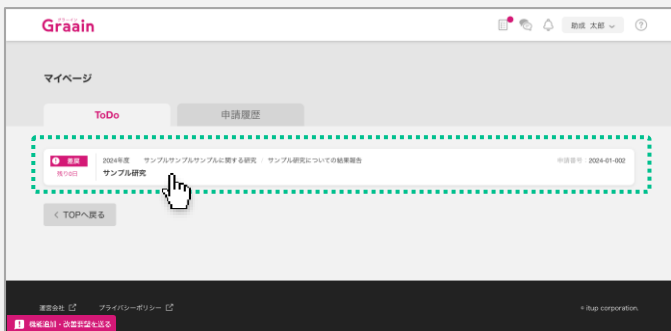 Graain
助成 太郎
マイページ
ToDo
申請履歴
差戻
2024年度 サンプルサンプルサンプルに関する研究 / サンプル研究についての結果報告
申請番号：2024-01-002
残り0日
サンプル研究
< TOPへ戻る
運営会社
プライバシーポリシー
© itup corporation.
機能追加・改善要望を送る